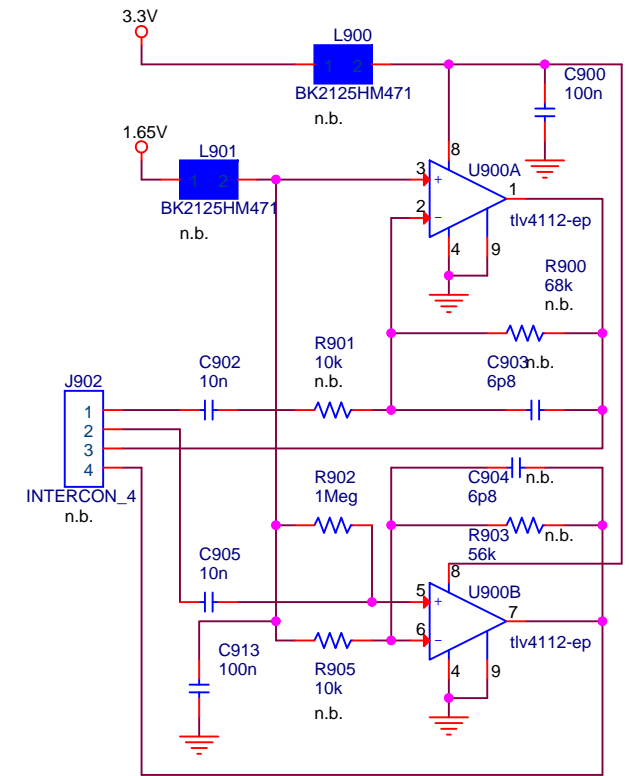 3.3V
L900
1 2
BK2125HM471
n.b.
C900
100n
1.65V
L901
1 2
BK2125HM471
n.b.
8
3
+
2
−
U900A
1
tlv4112-ep
4
9
R900
68k
n.b.
R901
10k
n.b.
C903
n.b.
6p8
C902
10n
J902
1
2
3
4
INTERCON_4
n.b.
R902
1Meg
C904
n.b.
6p8
R903
n.b.
56k
C905
10n
8
5
+
6
−
U900B
7
tlv4112-ep
4
9
C913
100n
R905
10k
n.b.